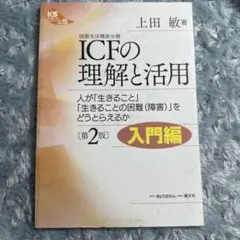 上田 敏 著
国際生活機能分類
ICFの
理解と活用
人が「生きること」
「生きることの困難(障害)」を
どうとらえるか
[第2版]
入門編